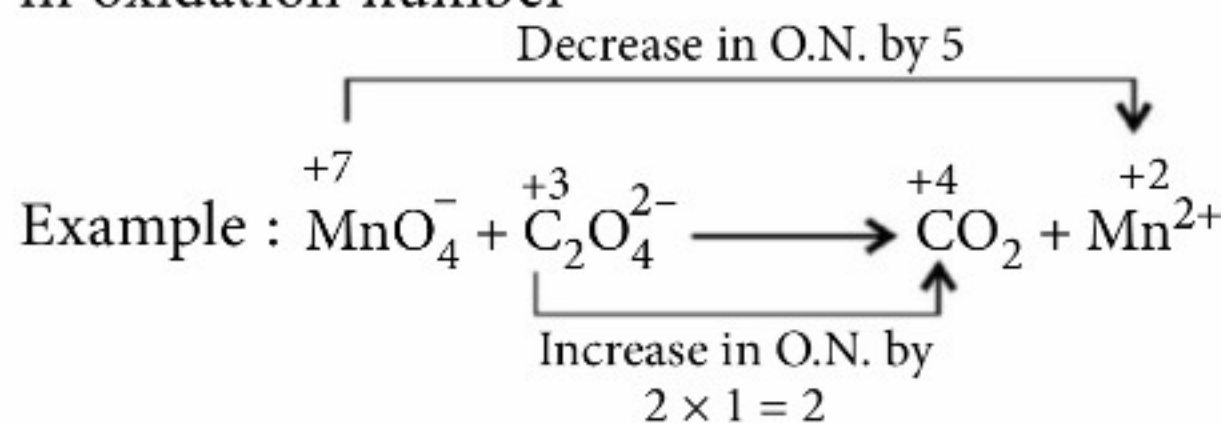 in oxidation number
Decrease in O.N. by 5
+7 +3 +4 +2
Example : MnO₄⁻ + C₂O₄²⁻ ⟶ CO₂ + Mn²⁺
Increase in O.N. by
2 × 1 = 2